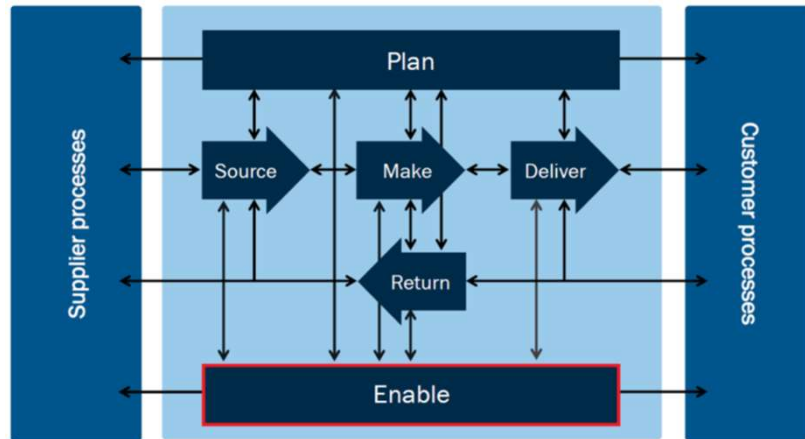 Plan
Supplier processes
Source
Make
Deliver
Customer processes
Return
Enable